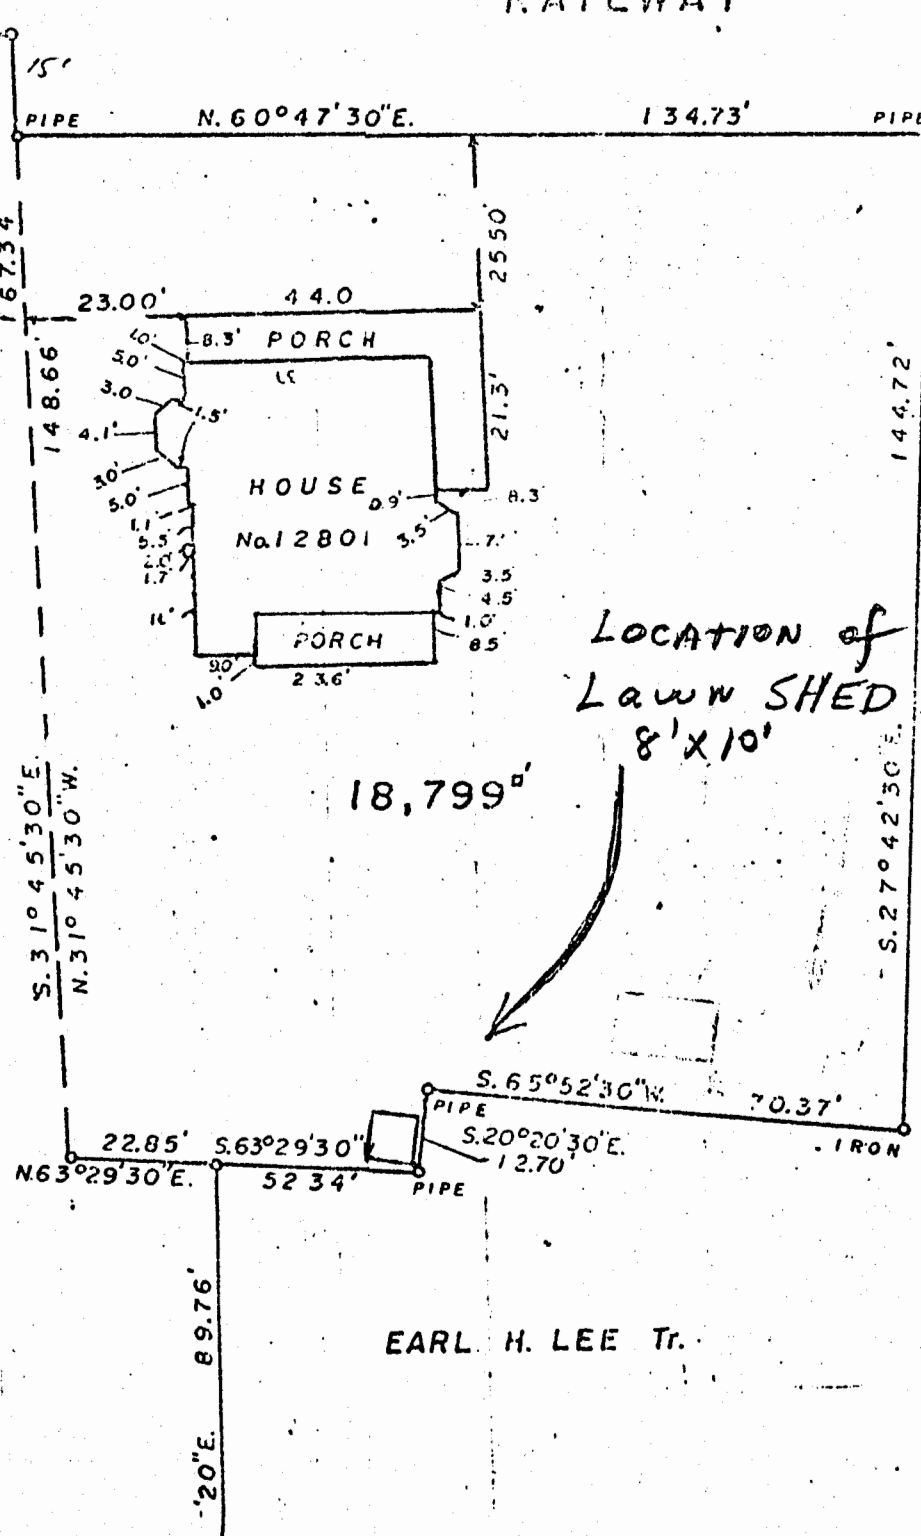 15'
PIPE
N. 60°47'30"E.
134.73'
PIPE
167.34
25.50'
23.00'
44.0
8.3'
PORCH
5.0'
148.66'
3.0
1.5'
21.3'
144.72'
4.1'
3.0'
HOUSE
0.9'
8.3
5.0'
1.1'
No.12801
3.5'
7.'
5.5'
2.0'
1.7'
3.5
4.5'
1.0'
PORCH
8.5
23.6'
1.0'
LOCATION of
Lawn SHED
8'X10'
18,799
S.31°45'30"E.
N.31°45'30"W.
S.27°42'30"E.
S.65°52'30"W.
70.37'
PIPE
IRON
S.20°20'30"E.
12.70'
22.85'
S.63°29'30"
N.63°29'30"E.
52.34'
PIPE
89.76'
EARL H. LEE Tr.
'20"E.